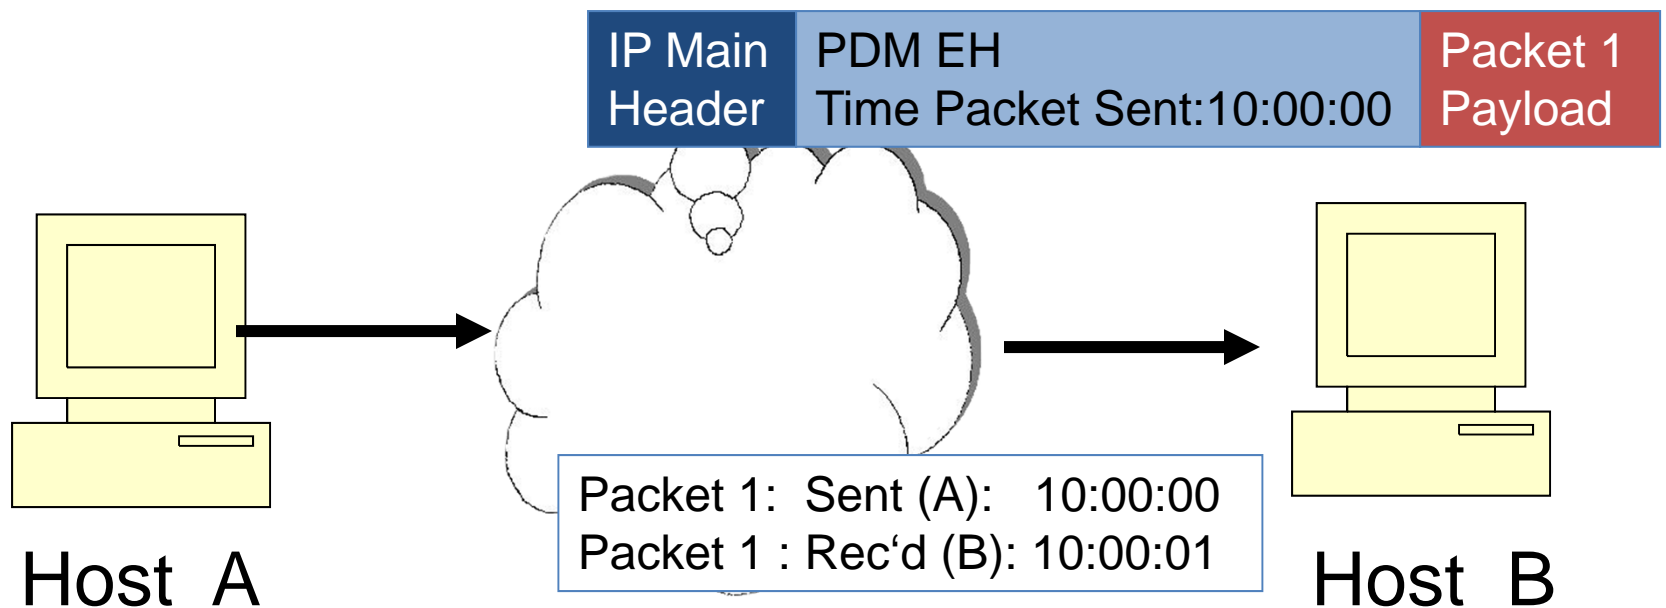 IP Main
Header
PDM EH
Time Packet Sent:10:00:00
Packet 1
Payload
Packet 1:  Sent (A):   10:00:00
Packet 1 : Rec‘d (B): 10:00:01
Host  A
Host  B